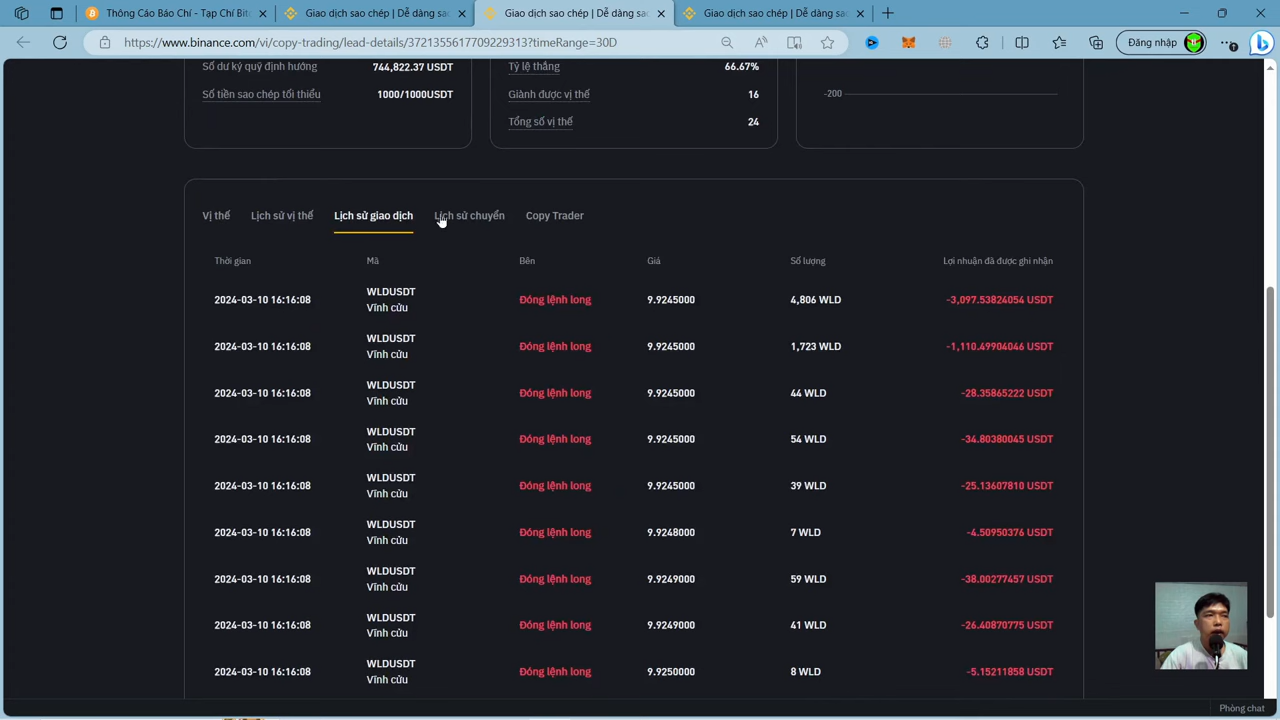 Thông Cáo Báo Chí - Tạp Chí Bit
Giao dịch sao chép | Dễ dàng sao
Giao dịch sao chép | Dễ dàng sao
Giao dịch sao chép | Dễ dàng sao
https://www.binance.com/vi/copy-trading/lead-details/3721355617709229313?timeRange=30D
Đăng nhập
Số dư ký quỹ định hướng 744,822.37 USDT
Số tiền sao chép tối thiểu 1000/1000USDT
Tỷ lệ thắng 66.67%
Giành được vị thế 16
Tổng số vị thế 24
-200
Vị thế Lịch sử vị thế Lịch sử giao dịch Lịch sử chuyển Copy Trader
Thời gian Mã Bên Giá Số lượng Lợi nhuận đã được ghi nhận
2024-03-10 16:16:08 WLDUSDT Đóng lệnh long 9.9245000 4,806 WLD -3,097.53824054 USDT
Vĩnh cửu
2024-03-10 16:16:08 WLDUSDT Đóng lệnh long 9.9245000 1,723 WLD -1,110.49904046 USDT
Vĩnh cửu
2024-03-10 16:16:08 WLDUSDT Đóng lệnh long 9.9245000 44 WLD -28.35865222 USDT
Vĩnh cửu
2024-03-10 16:16:08 WLDUSDT Đóng lệnh long 9.9245000 54 WLD -34.80380045 USDT
Vĩnh cửu
2024-03-10 16:16:08 WLDUSDT Đóng lệnh long 9.9245000 39 WLD -25.13607810 USDT
Vĩnh cửu
2024-03-10 16:16:08 WLDUSDT Đóng lệnh long 9.9248000 7 WLD -4.50950376 USDT
Vĩnh cửu
2024-03-10 16:16:08 WLDUSDT Đóng lệnh long 9.9249000 59 WLD -38.00277457 USDT
Vĩnh cửu
2024-03-10 16:16:08 WLDUSDT Đóng lệnh long 9.9249000 41 WLD -26.40870775 USDT
Vĩnh cửu
2024-03-10 16:16:08 WLDUSDT Đóng lệnh long 9.9250000 8 WLD -5.15211858 USDT
Vĩnh cửu
Phòng chat